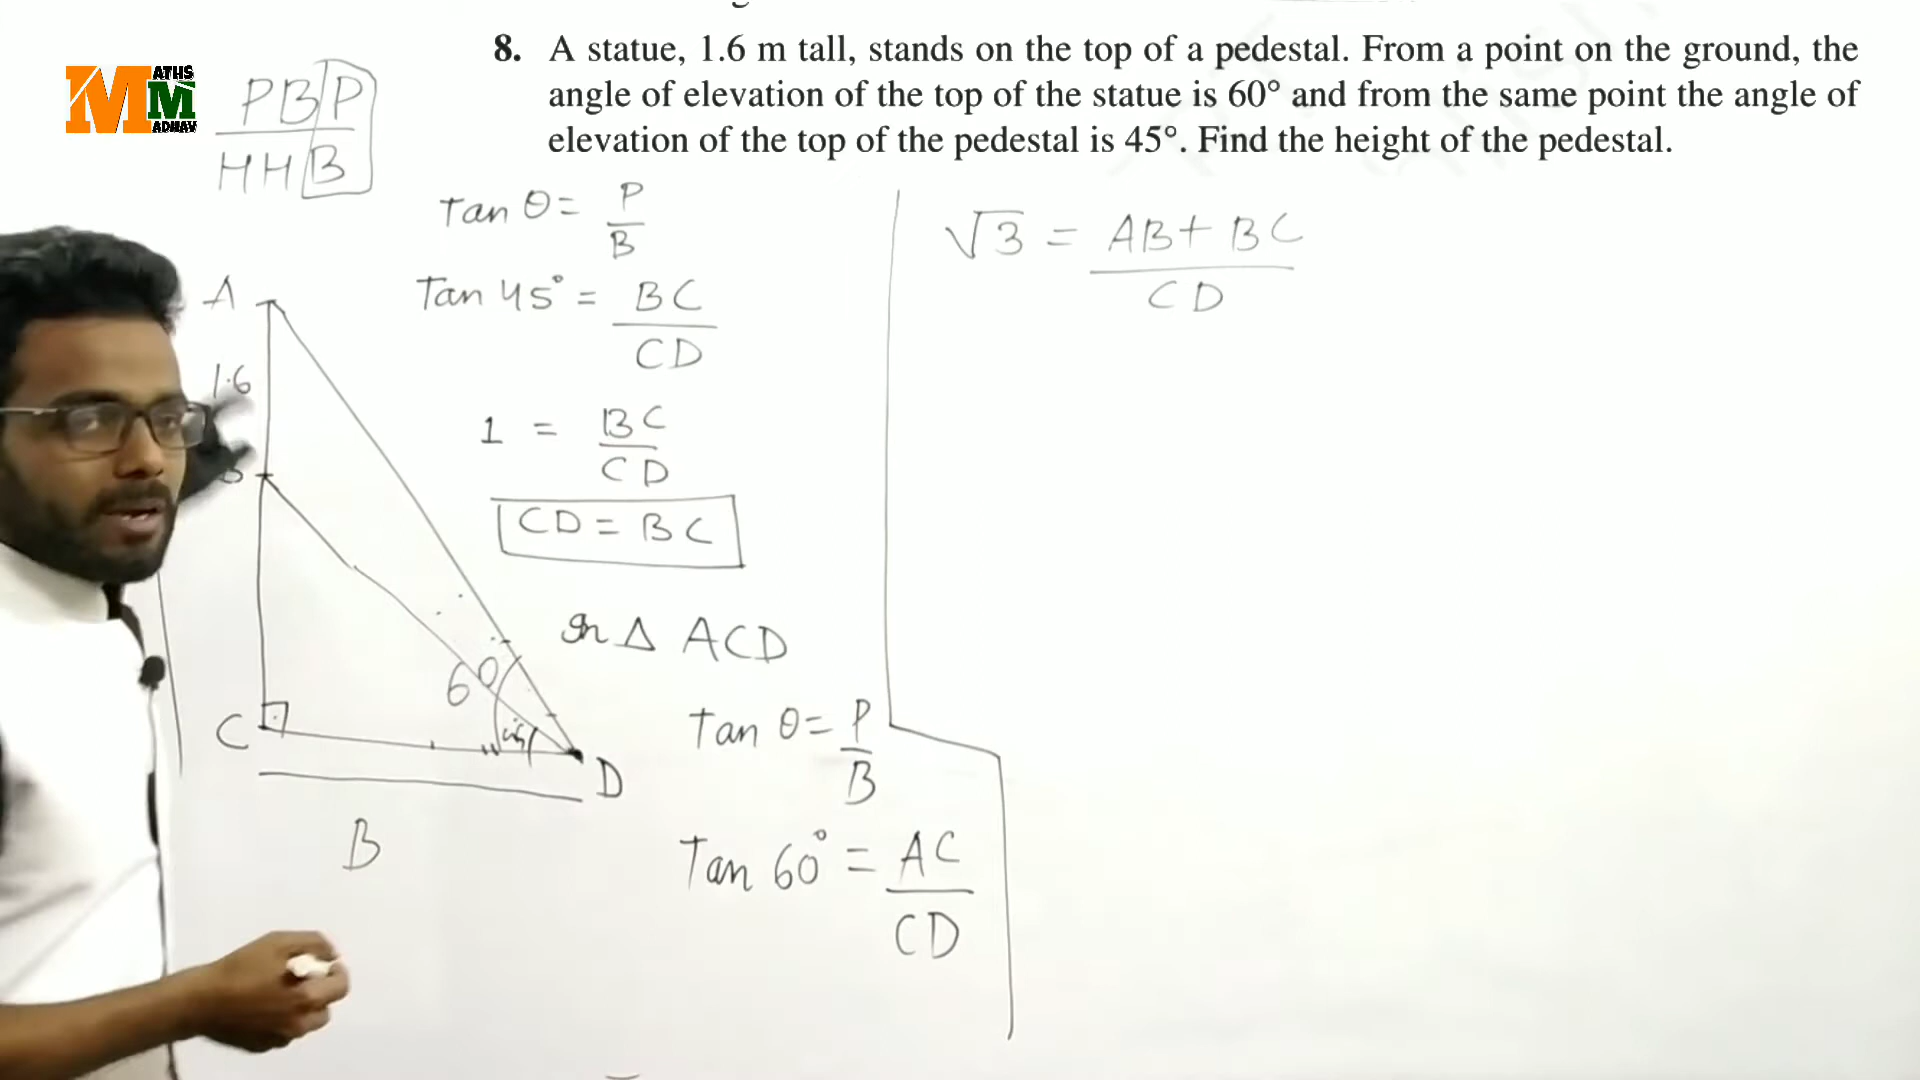 8. A statue, 1.6 m tall, stands on the top of a pedestal. From a point on the ground, the
angle of elevation of the top of the statue is 60° and from the same point the angle of
elevation of the top of the pedestal is 45°. Find the height of the pedestal.
MATHS
MADHAV
P B P
H H B
Tan θ = P
B
Tan 45° = BC
CD
1 = BC
CD
CD = BC
In Δ ACD
Tan θ = P
B
Tan 60° = AC
CD
√3 = AB + BC
CD
A
1.6
C
60
45
D
B